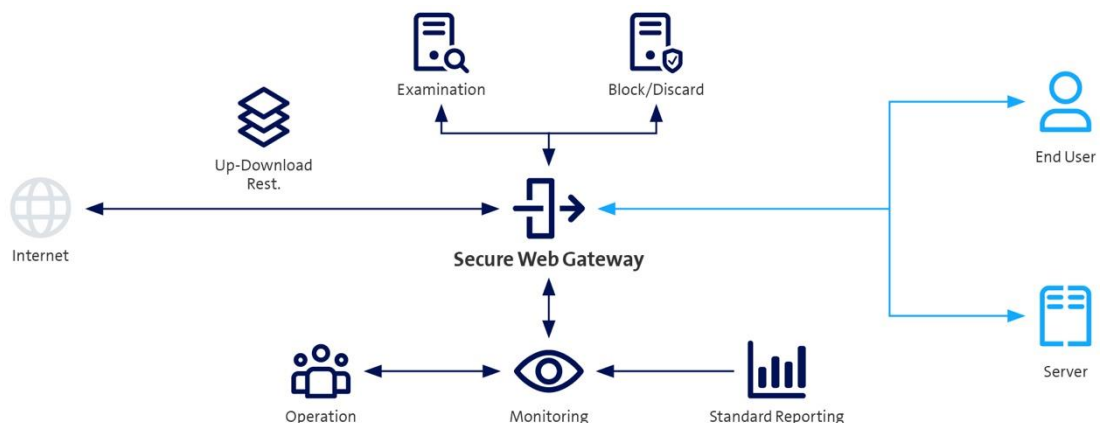 Examination
Block/Discard
Up-Download
Rest.
End User
Internet
Secure Web Gateway
Server
Operation
Monitoring
Standard Reporting